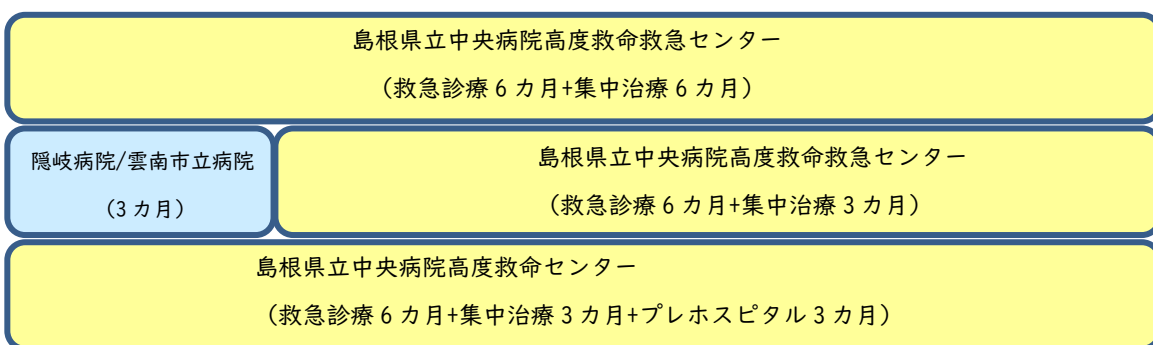 島根県立中央病院高度救命救急センター
(救急診療6カ月+集中治療6カ月)
隠岐病院/雲南市立病院
(3カ月)
島根県立中央病院高度救命救急センター
(救急診療6カ月+集中治療3カ月)
島根県立中央病院高度救命センター
(救急診療6カ月+集中治療3カ月+プレホスピタル3カ月)